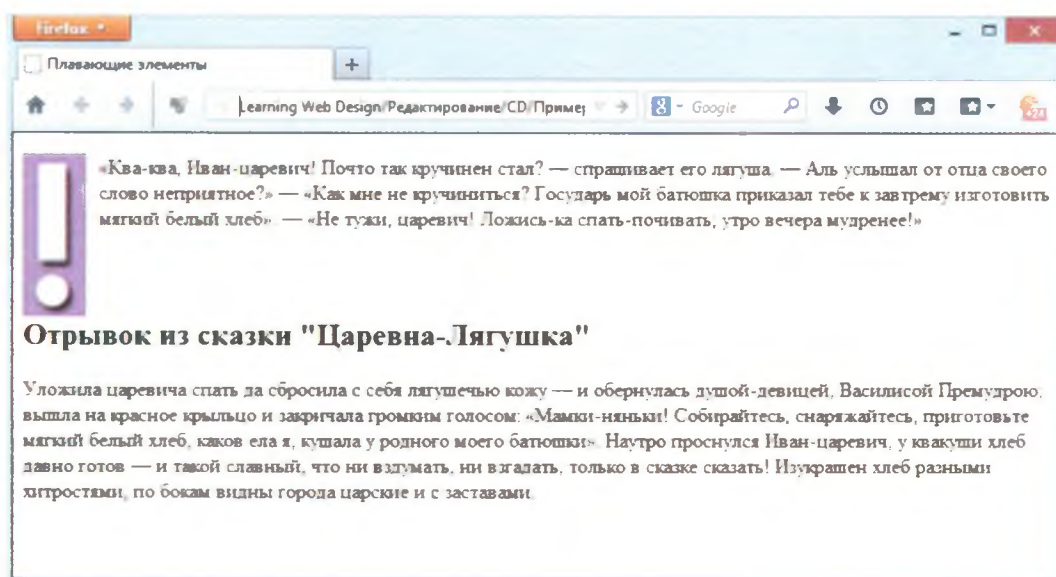 Firefox
Плавающие элементы
+
Learning Web Design/Редактирование/CD/Пример
8 - Google
«Ква-ква, Иван-царевич! Почто так кручинен стал? — спрашивает его лягуша. — Аль услышал от отца своего
слово неприятное?» — «Как мне не кручиниться? Государь мой батюшка приказал тебе к завтрему изготовить
мягкий белый хлеб». — «Не тужи, царевич! Ложись-ка спать-почивать, утро вечера мудренее!»
Отрывок из сказки "Царевна-Лягушка"
Уложила царевича спать да сбросила с себя лягушечью кожу — и обернулась душой-девицей, Василисой Премудрою,
вышла на красное крыльцо и закричала громким голосом: «Мамки-няньки! Собирайтесь, снаряжайтесь, приготовьте
мягкий белый хлеб, каков ела я, кушала у родного моего батюшки». Наутро проснулся Иван-царевич, у квакуши хлеб
давно готов — и такой славный, что ни вздумать, ни взгадать, только в сказке сказать! Изукрашен хлеб разными
хитростями, по бокам видны города царские и с заставами.